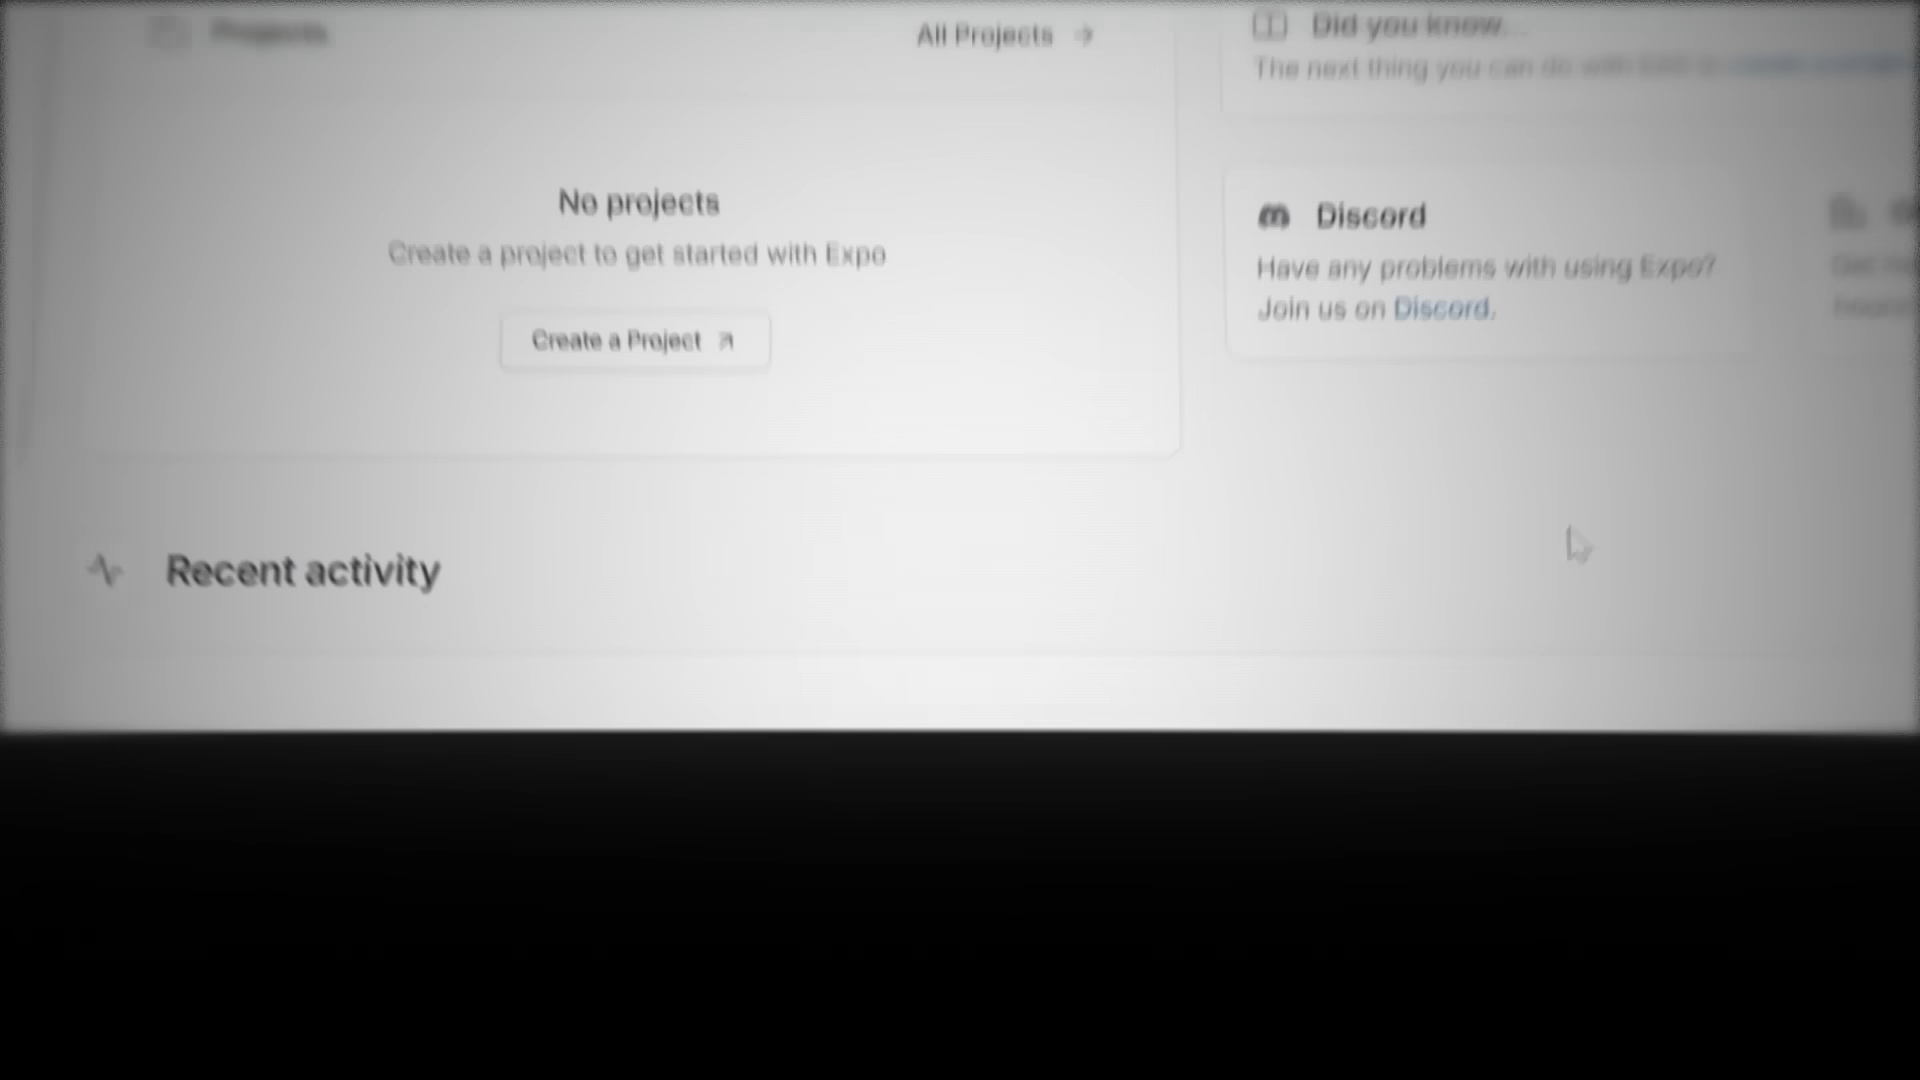 Projects
All Projects
No projects
Create a project to get started with Expo
Create a Project
Did you know...
The next thing you can do with
Discord
Have any problems with using Expo?
Join us on Discord.
Recent activity